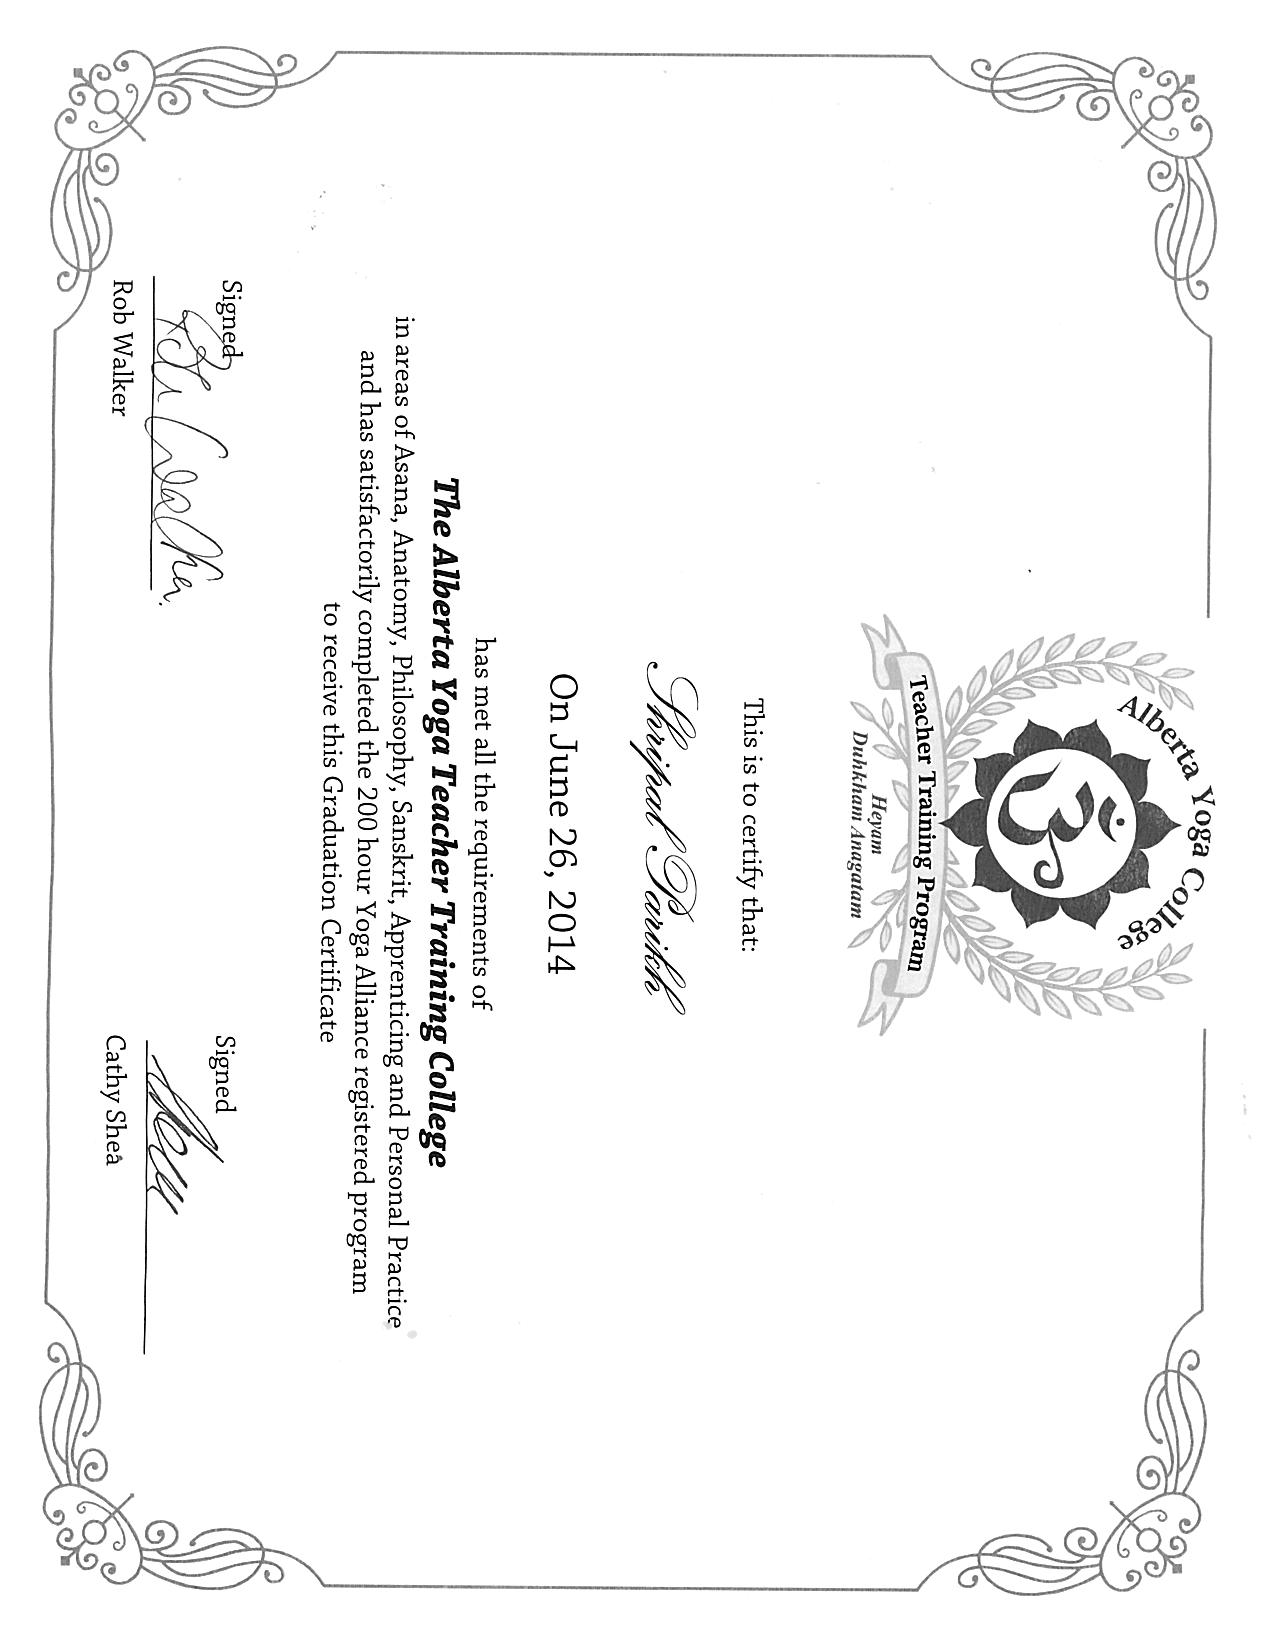 Alberta Yoga College
ॐ
Teacher Training Program
Heyam
Duhkham Anagatam
This is to certify that:
Shripal Parikh
On June 26, 2014
has met all the requirements of
The Alberta Yoga Teacher Training College
in areas of Asana, Anatomy, Philosophy, Sanskrit, Apprenticing and Personal Practice
and has satisfactorily completed the 200 hour Yoga Alliance registered program
to receive this Graduation Certificate
Signed
Rob Walker
Rob Walker
Signed
Cathy Shea